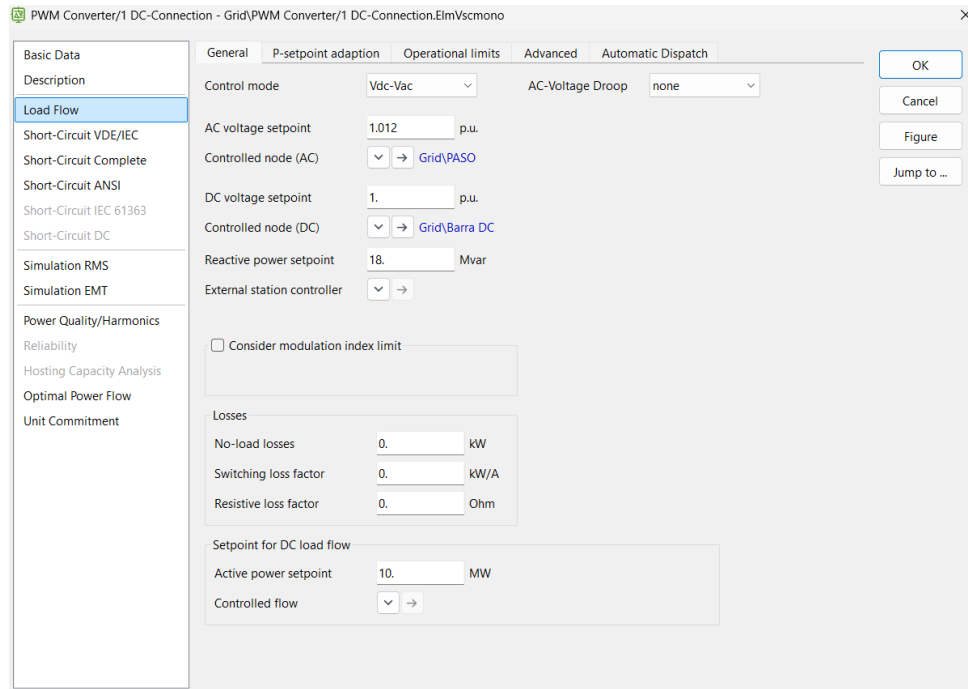 PWM Converter/1 DC-Connection - Grid\PWM Converter/1 DC-Connection.ElmVscmono
Basic Data
Description
Load Flow
Short-Circuit VDE/IEC
Short-Circuit Complete
Short-Circuit ANSI
Short-Circuit IEC 61363
Short-Circuit DC
Simulation RMS
Simulation EMT
Power Quality/Harmonics
Reliability
Hosting Capacity Analysis
Optimal Power Flow
Unit Commitment
General P-setpoint adaption Operational limits Advanced Automatic Dispatch
Control mode Vdc-Vac AC-Voltage Droop none
AC voltage setpoint 1.012 p.u.
Controlled node (AC) Grid\PASO
DC voltage setpoint 1. p.u.
Controlled node (DC) Grid\Barra DC
Reactive power setpoint 18. Mvar
External station controller
Consider modulation index limit
Losses
No-load losses 0. kW
Switching loss factor 0. kW/A
Resistive loss factor 0. Ohm
Setpoint for DC load flow
Active power setpoint 10. MW
Controlled flow
OK
Cancel
Figure
Jump to ...